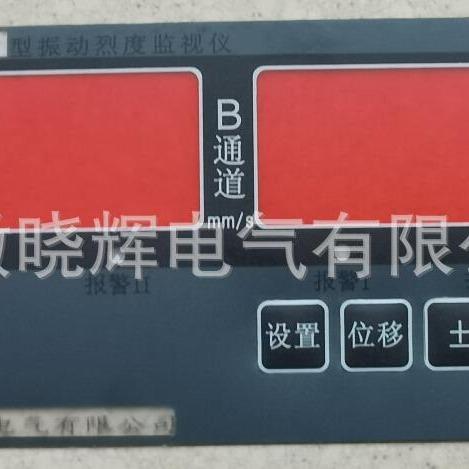 型振动烈度监视仪
B
通
道
mm/s
晓辉电气有限公
报警II
报警I
设置
位移
电气有限公司